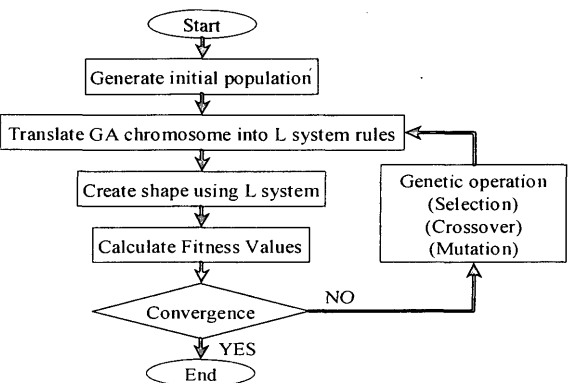 Start
Generate initial population
Translate GA chromosome into L system rules
Create shape using L system
Calculate Fitness Values
Convergence
NO
YES
End
Genetic operation
(Selection)
(Crossover)
(Mutation)